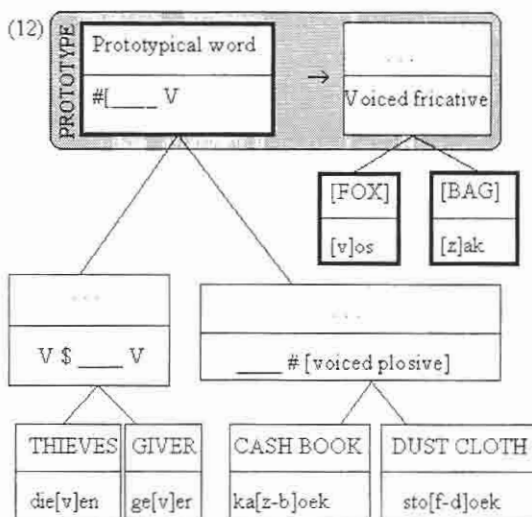 (12)
PROTOTYPE
Prototypical word
#[____ V
→
...
Voiced fricative
[FOX]
[v]os
[BAG]
[z]ak
...
V $ ____ V
...
____ # [voiced plosive]
THIEVES
die[v]en
GIVER
ge[v]er
CASH BOOK
ka[z-b]oek
DUST CLOTH
sto[f-d]oek